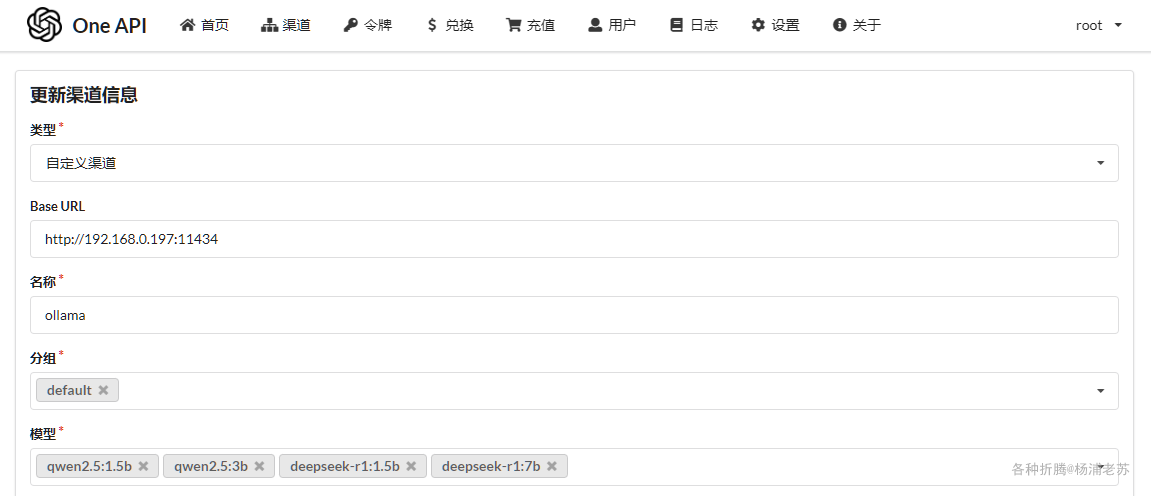 One API 首页 渠道 令牌 兑换 充值 用户 日志 设置 关于 root
更新渠道信息
类型*
自定义渠道
Base URL
http://192.168.0.197:11434
名称*
ollama
分组*
default
模型*
qwen2.5:1.5b qwen2.5:3b deepseek-r1:1.5b deepseek-r1:7b
各种折腾@杨浦老苏